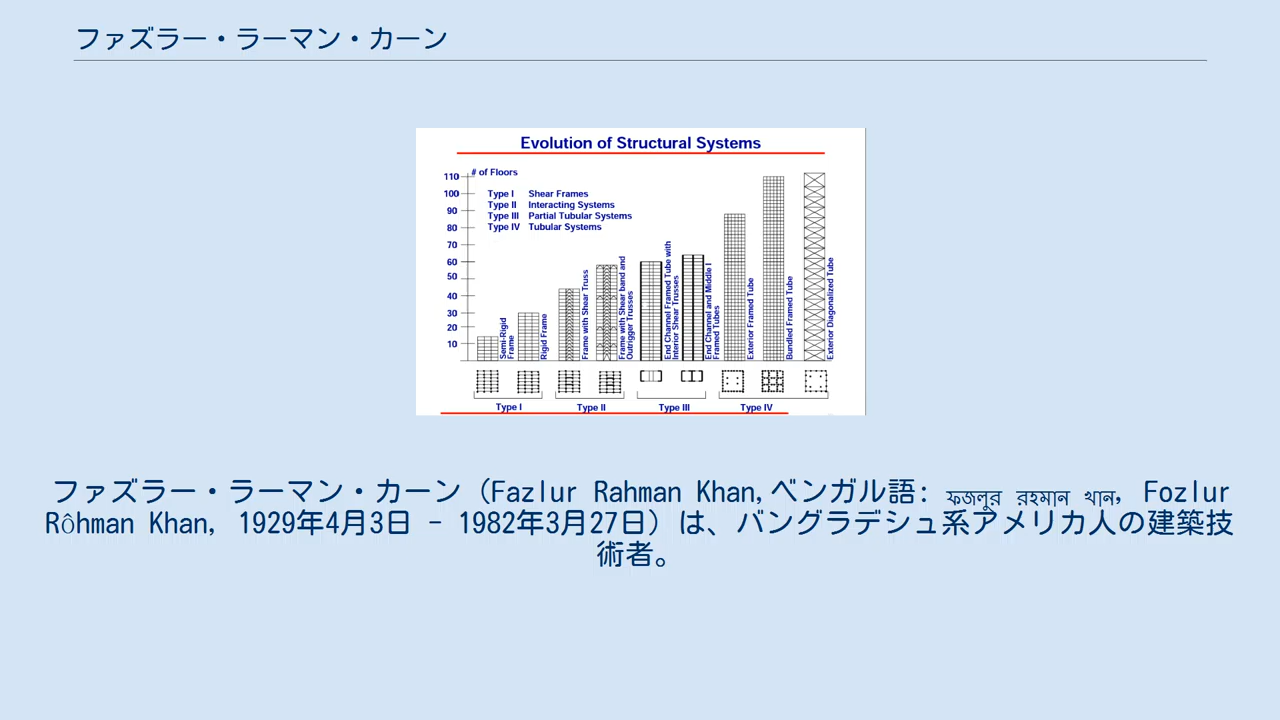 ファズラー・ラーマン・カーン
Evolution of Structural Systems
# of Floors
110
100
90
80
70
60
50
40
30
20
10
Type I Shear Frames
Type II Interacting Systems
Type III Partial Tubular Systems
Type IV Tubular Systems
Semi-Rigid
Frame
Rigid Frame
Frame with Shear Truss
Frame with Shear band and
Outrigger Trusses
End Channel Framed Tube with
Interior Shear Trusses
End Channel and Middle I
Framed Tubes
Exterior Framed Tube
Bundled Framed Tube
Exterior Diagonalized Tube
Type I
Type II
Type III
Type IV
ファズラー・ラーマン・カーン（Fazlur Rahman Khan,ベンガル語: ফজলুর রহমান খান, Fozlur
Rôhman Khan, 1929年4月3日 - 1982年3月27日）は、バングラデシュ系アメリカ人の建築技
術者。